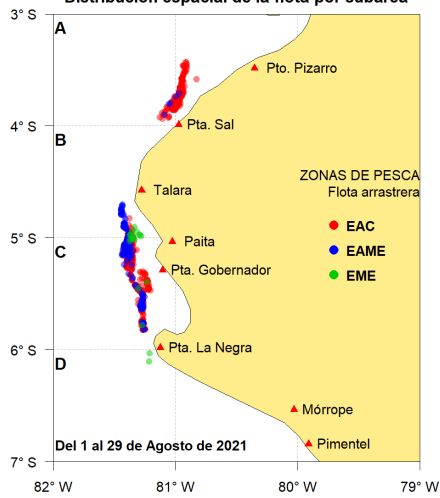 Distribución espacial de la flota por subárea
3° S
A
Pto. Pizarro
4° S
Pta. Sal
B
ZONAS DE PESCA
Flota arrastrera
Talara
EAC
5° S
Paita
EAME
C
Pta. Gobernador
EME
6° S
Pta. La Negra
D
Mórrope
Del 1 al 29 de Agosto de 2021
Pimentel
7° S
82° W
81° W
80° W
79° W